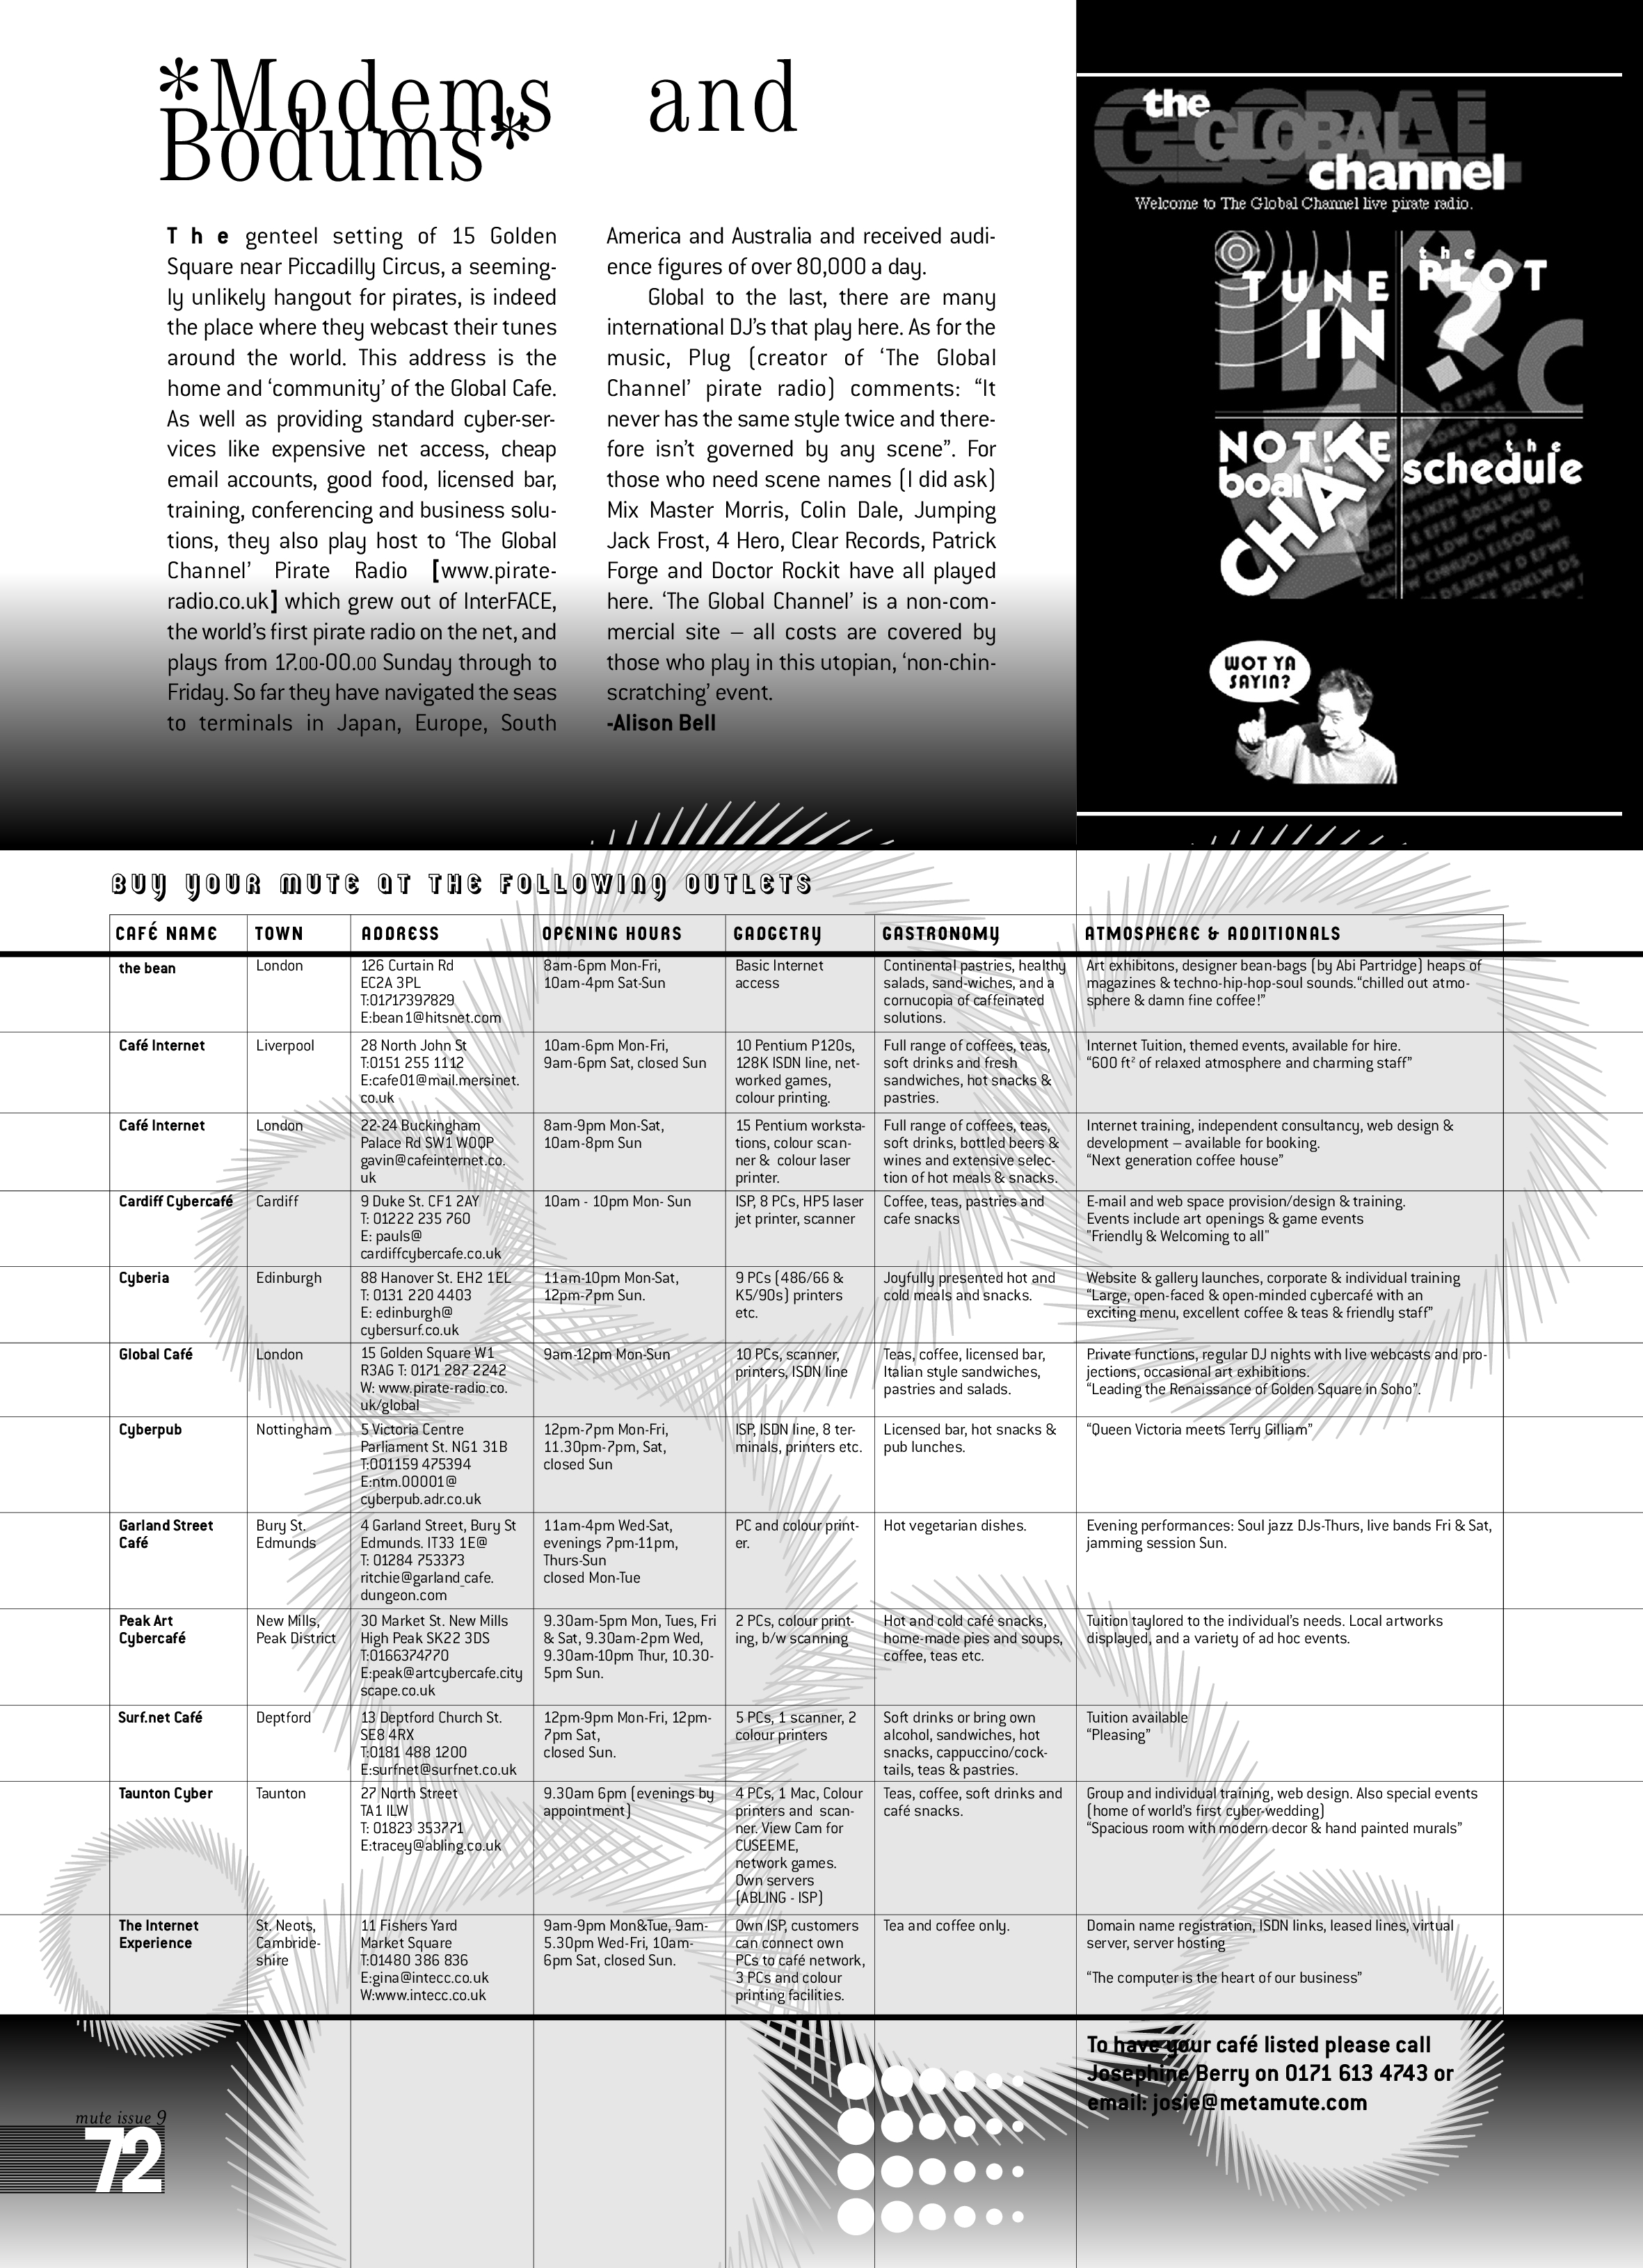 *Modems and
Bodums*
The genteel setting of 15 Golden
Square near Piccadilly Circus, a seeming-
ly unlikely hangout for pirates, is indeed
the place where they webcast their tunes
around the world. This address is the
home and ‘community’ of the Global Cafe.
As well as providing standard cyber-ser-
vices like expensive net access, cheap
email accounts, good food, licensed bar,
training, conferencing and business solu-
tions, they also play host to ‘The Global
Channel’ Pirate Radio [www.pirate-
radio.co.uk] which grew out of InterFACE,
the world’s first pirate radio on the net, and
plays from 17.00-00.00 Sunday through to
Friday. So far they have navigated the seas
to terminals in Japan, Europe, South
America and Australia and received audi-
ence figures of over 80,000 a day.
Global to the last, there are many
international DJ’s that play here. As for the
music, Plug (creator of ‘The Global
Channel’ pirate radio) comments: “It
never has the same style twice and there-
fore isn’t governed by any scene”. For
those who need scene names (I did ask)
Mix Master Morris, Colin Dale, Jumping
Jack Frost, 4 Hero, Clear Records, Patrick
Forge and Doctor Rockit have all played
here. ‘The Global Channel’ is a non-com-
mercial site – all costs are covered by
those who play in this utopian, ‘non-chin-
scratching’ event.
-Alison Bell
the
GLOBAL
channel
Welcome to The Global Channel live pirate radio.
TUNE
IN
the
PLOT
?
NOTICE
board
CHAT
the
schedule
WOT YA
SAYIN?
BUY YOUR MUTE AT THE FOLLOWING OUTLETS
CAFÉ NAME TOWN ADDRESS OPENING HOURS GADGETRY GASTRONOMY ATMOSPHERE & ADDITIONALS
the bean
London
126 Curtain Rd
EC2A 3PL
T:01717397829
E:bean1@hitsnet.com
8am-6pm Mon-Fri,
10am-4pm Sat-Sun
Basic Internet
access
Continental pastries, healthy
salads, sand-wiches, and a
cornucopia of caffeinated
solutions.
Art exhibitons, designer bean-bags (by Abi Partridge) heaps of
magazines & techno-hip-hop-soul sounds.“chilled out atmo-
sphere & damn fine coffee!”
Café Internet
Liverpool
28 North John St
T:0151 255 1112
E:cafe01@mail.mersinet.
co.uk
10am-6pm Mon-Fri,
9am-6pm Sat, closed Sun
10 Pentium P120s,
128K ISDN line, net-
worked games,
colour printing.
Full range of coffees, teas,
soft drinks and fresh
sandwiches, hot snacks &
pastries.
Internet Tuition, themed events, available for hire.
“600 ft² of relaxed atmosphere and charming staff”
Café Internet
London
22-24 Buckingham
Palace Rd SW1 W00P
gavin@cafeinternet.co.
uk
8am-9pm Mon-Sat,
10am-8pm Sun
15 Pentium worksta-
tions, colour scan-
ner & colour laser
printer.
Full range of coffees, teas,
soft drinks, bottled beers &
wines and extensive selec-
tion of hot meals & snacks.
Internet training, independent consultancy, web design &
development – available for booking.
“Next generation coffee house”
Cardiff Cybercafé
Cardiff
9 Duke St. CF1 2AY
T: 01222 235 760
E: pauls@
cardiffcybercafe.co.uk
10am - 10pm Mon- Sun
ISP, 8 PCs, HP5 laser
jet printer, scanner
Coffee, teas, pastries and
cafe snacks
E-mail and web space provision/design & training.
Events include art openings & game events
"Friendly & Welcoming to all"
Cyberia
Edinburgh
88 Hanover St. EH2 1EL
T: 0131 220 4403
E: edinburgh@
cybersurf.co.uk
11am-10pm Mon-Sat,
12pm-7pm Sun.
9 PCs (486/66 &
K5/90s) printers
etc.
Joyfully presented hot and
cold meals and snacks.
Website & gallery launches, corporate & individual training
“Large, open-faced & open-minded cybercafé with an
exciting menu, excellent coffee & teas & friendly staff”
Global Café
London
15 Golden Square W1
R3AG T: 0171 287 2242
W: www.pirate-radio.co.
uk/global
9am-12pm Mon-Sun
10 PCs, scanner,
printers, ISDN line
Teas, coffee, licensed bar,
Italian style sandwiches,
pastries and salads.
Private functions, regular DJ nights with live webcasts and pro-
jections, occasional art exhibitions.
“Leading the Renaissance of Golden Square in Soho”.
Cyberpub
Nottingham
5 Victoria Centre
Parliament St. NG1 31B
T:001159 475394
E:ntm.00001@
cyberpub.adr.co.uk
12pm-7pm Mon-Fri,
11.30pm-7pm, Sat,
closed Sun
ISP, ISDN line, 8 ter-
minals, printers etc.
Licensed bar, hot snacks &
pub lunches.
“Queen Victoria meets Terry Gilliam”
Garland Street
Café
Bury St.
Edmunds
4 Garland Street, Bury St
Edmunds. IT33 1E@
T: 01284 753373
ritchie@garland_cafe.
dungeon.com
11am-4pm Wed-Sat,
evenings 7pm-11pm,
Thurs-Sun
closed Mon-Tue
PC and colour print-
er.
Hot vegetarian dishes.
Evening performances: Soul jazz DJs-Thurs, live bands Fri & Sat,
jamming session Sun.
Peak Art
Cybercafé
New Mills,
Peak District
30 Market St. New Mills
High Peak SK22 3DS
T:0166374770
E:peak@artcybercafe.city
scape.co.uk
9.30am-5pm Mon, Tues, Fri
& Sat, 9.30am-2pm Wed,
9.30am-10pm Thur, 10.30-
5pm Sun.
2 PCs, colour print-
ing, b/w scanning
Hot and cold café snacks,
home-made pies and soups,
coffee, teas etc.
Tuition taylored to the individual’s needs. Local artworks
displayed, and a variety of ad hoc events.
Surf.net Café
Deptford
13 Deptford Church St.
SE8 4RX
T:0181 488 1200
E:surfnet@surfnet.co.uk
12pm-9pm Mon-Fri, 12pm-
7pm Sat,
closed Sun.
5 PCs, 1 scanner, 2
colour printers
Soft drinks or bring own
alcohol, sandwiches, hot
snacks, cappuccino/cock-
tails, teas & pastries.
Tuition available
“Pleasing”
Taunton Cyber
Taunton
27 North Street
TA1 ILW
T: 01823 353771
E:tracey@abling.co.uk
9.30am 6pm (evenings by
appointment)
4 PCs, 1 Mac, Colour
printers and scan-
ner. View Cam for
CUSEEME,
network games.
Own servers
(ABLING - ISP)
Teas, coffee, soft drinks and
café snacks.
Group and individual training, web design. Also special events
(home of world’s first cyber-wedding)
“Spacious room with modern decor & hand painted murals”
The Internet
Experience
St. Neots,
Cambride-
shire
11 Fishers Yard
Market Square
T:01480 386 836
E:gina@intecc.co.uk
W:www.intecc.co.uk
9am-9pm Mon&Tue, 9am-
5.30pm Wed-Fri, 10am-
6pm Sat, closed Sun.
Own ISP, customers
can connect own
PCs to café network,
3 PCs and colour
printing facilities.
Tea and coffee only.
Domain name registration, ISDN links, leased lines, virtual
server, server hosting
“The computer is the heart of our business”
To have your café listed please call
Josephine Berry on 0171 613 4743 or
email: josie@metamute.com
mute issue 9
72